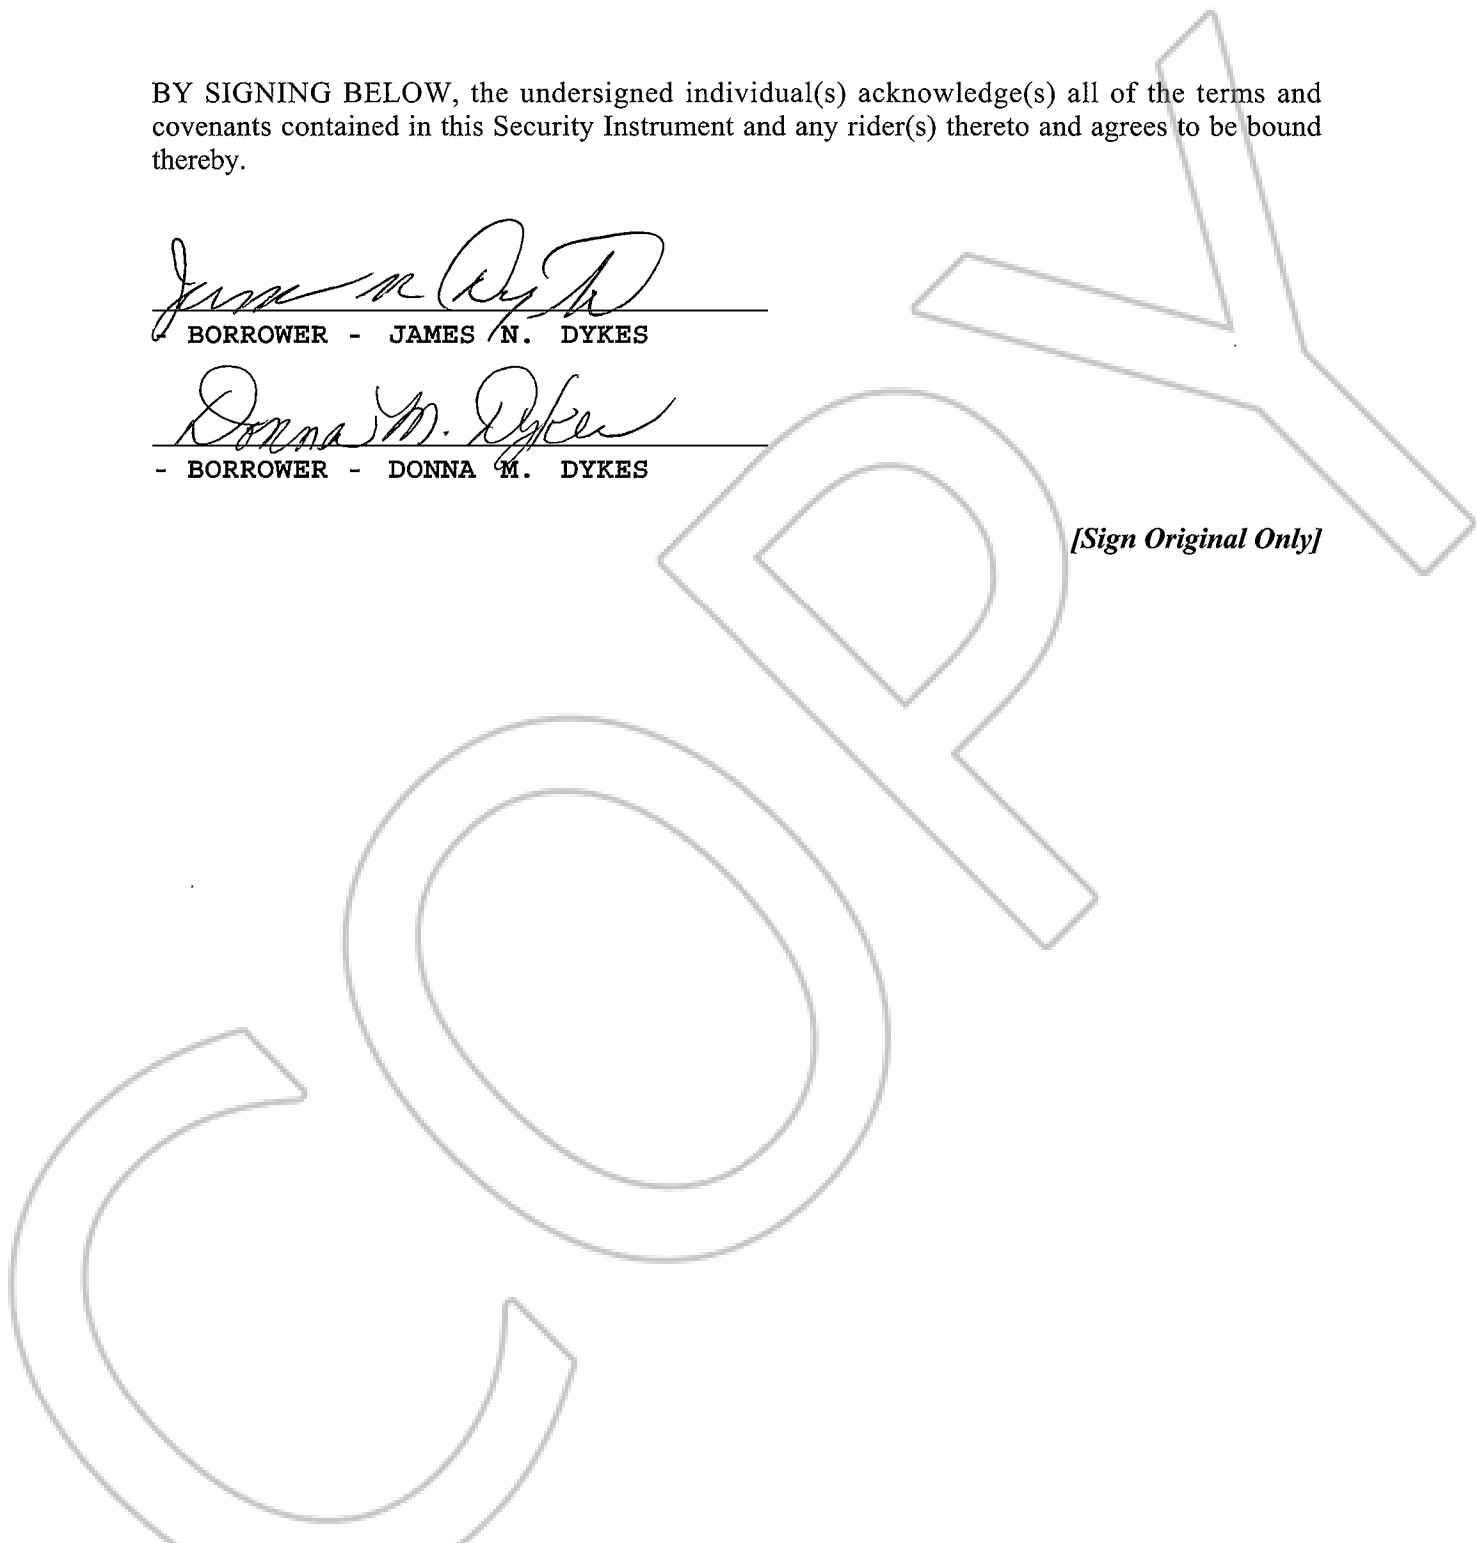 BY SIGNING BELOW, the undersigned individual(s) acknowledge(s) all of the terms and
covenants contained in this Security Instrument and any rider(s) thereto and agrees to be bound
thereby.
James N Dykes
- BORROWER - JAMES N. DYKES
Donna M. Dykes
- BORROWER - DONNA M. DYKES
[Sign Original Only]
COPY